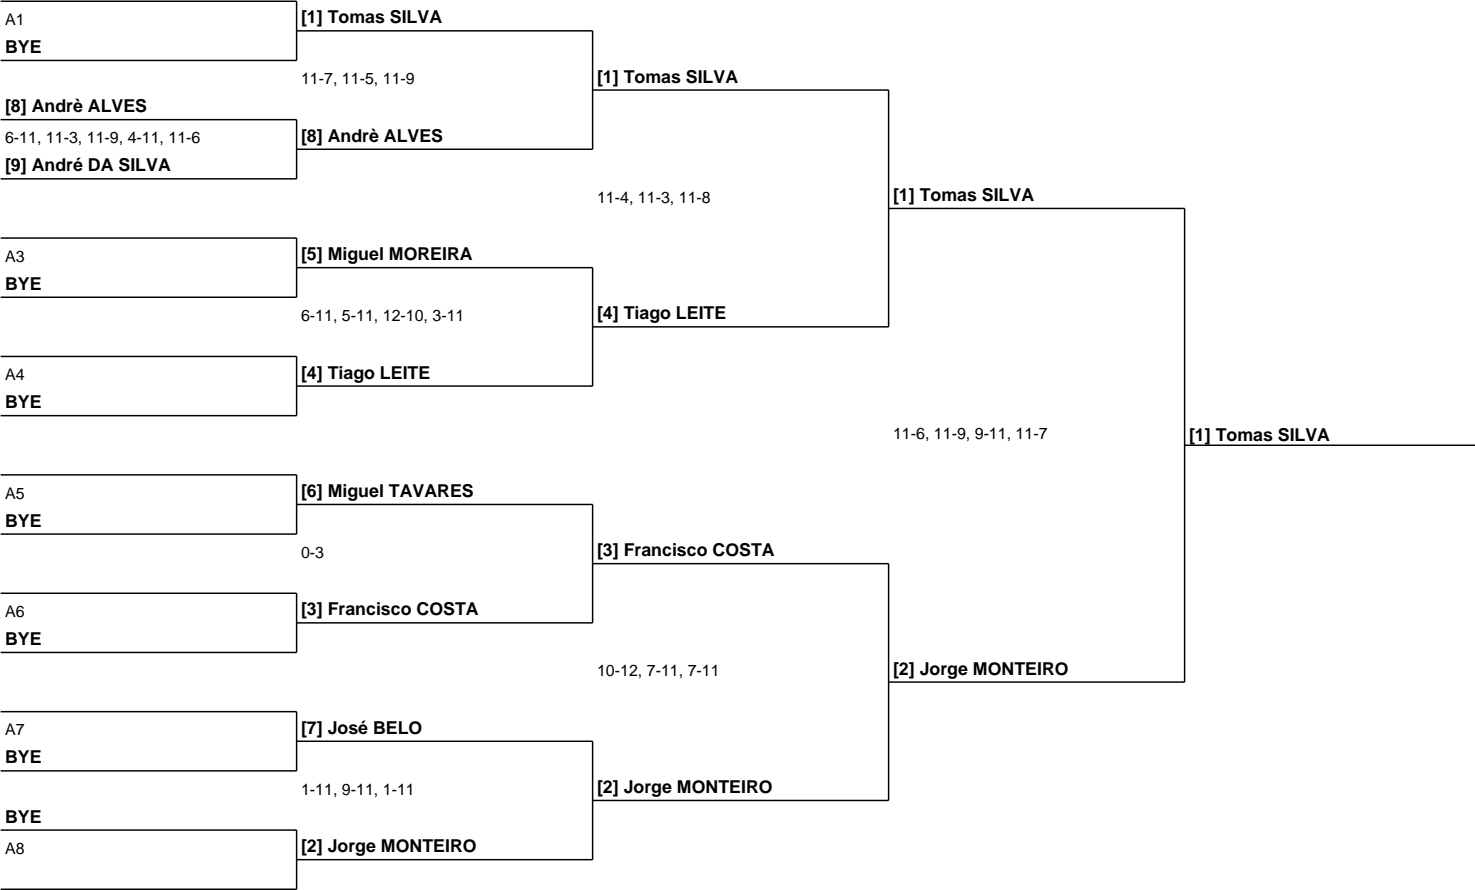 A1
BYE
[8] Andrè ALVES
6-11, 11-3, 11-9, 4-11, 11-6
[9] André DA SILVA
A3
BYE
A4
BYE
A5
BYE
A6
BYE
A7
BYE
BYE
A8
[1] Tomas SILVA
11-7, 11-5, 11-9
[8] Andrè ALVES
[5] Miguel MOREIRA
6-11, 5-11, 12-10, 3-11
[4] Tiago LEITE
[6] Miguel TAVARES
0-3
[3] Francisco COSTA
[7] José BELO
1-11, 9-11, 1-11
[2] Jorge MONTEIRO
[1] Tomas SILVA
11-4, 11-3, 11-8
[4] Tiago LEITE
[3] Francisco COSTA
10-12, 7-11, 7-11
[2] Jorge MONTEIRO
[1] Tomas SILVA
11-6, 11-9, 9-11, 11-7
[2] Jorge MONTEIRO
[1] Tomas SILVA